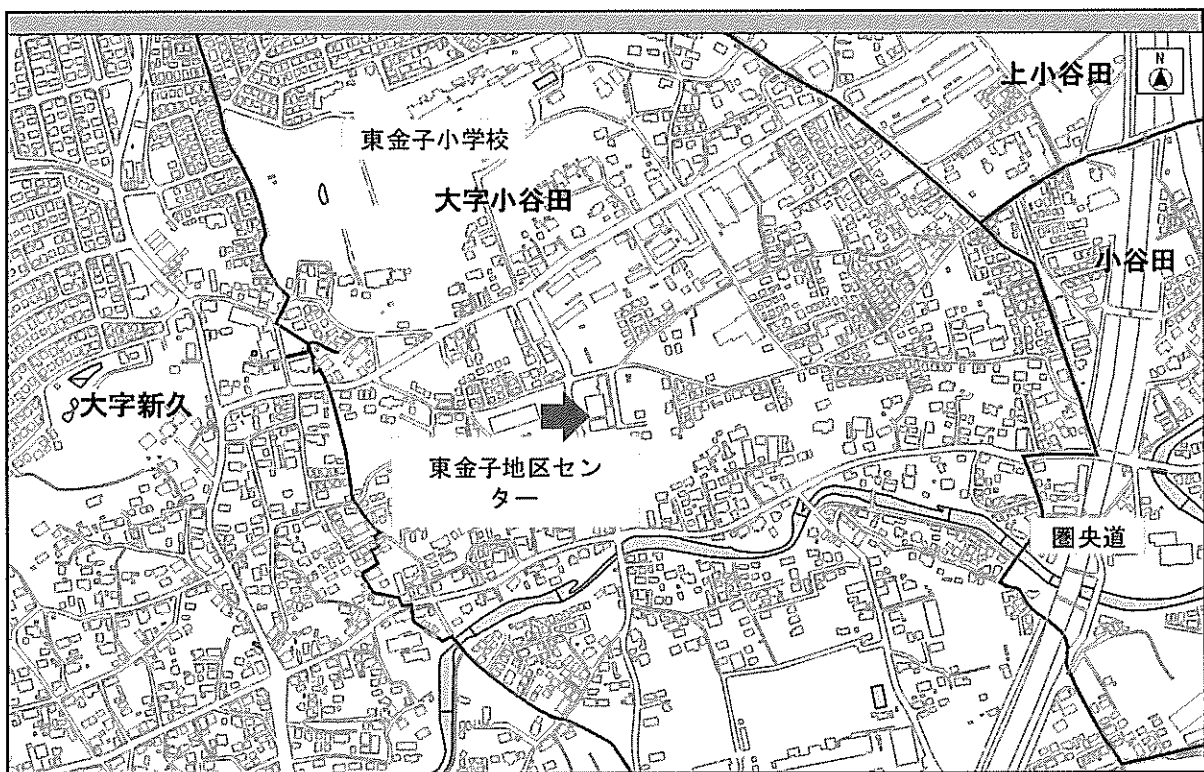 上小谷田
N
東金子小学校
大字小谷田
小谷田
大字新久
東金子地区セン
ター
圏央道